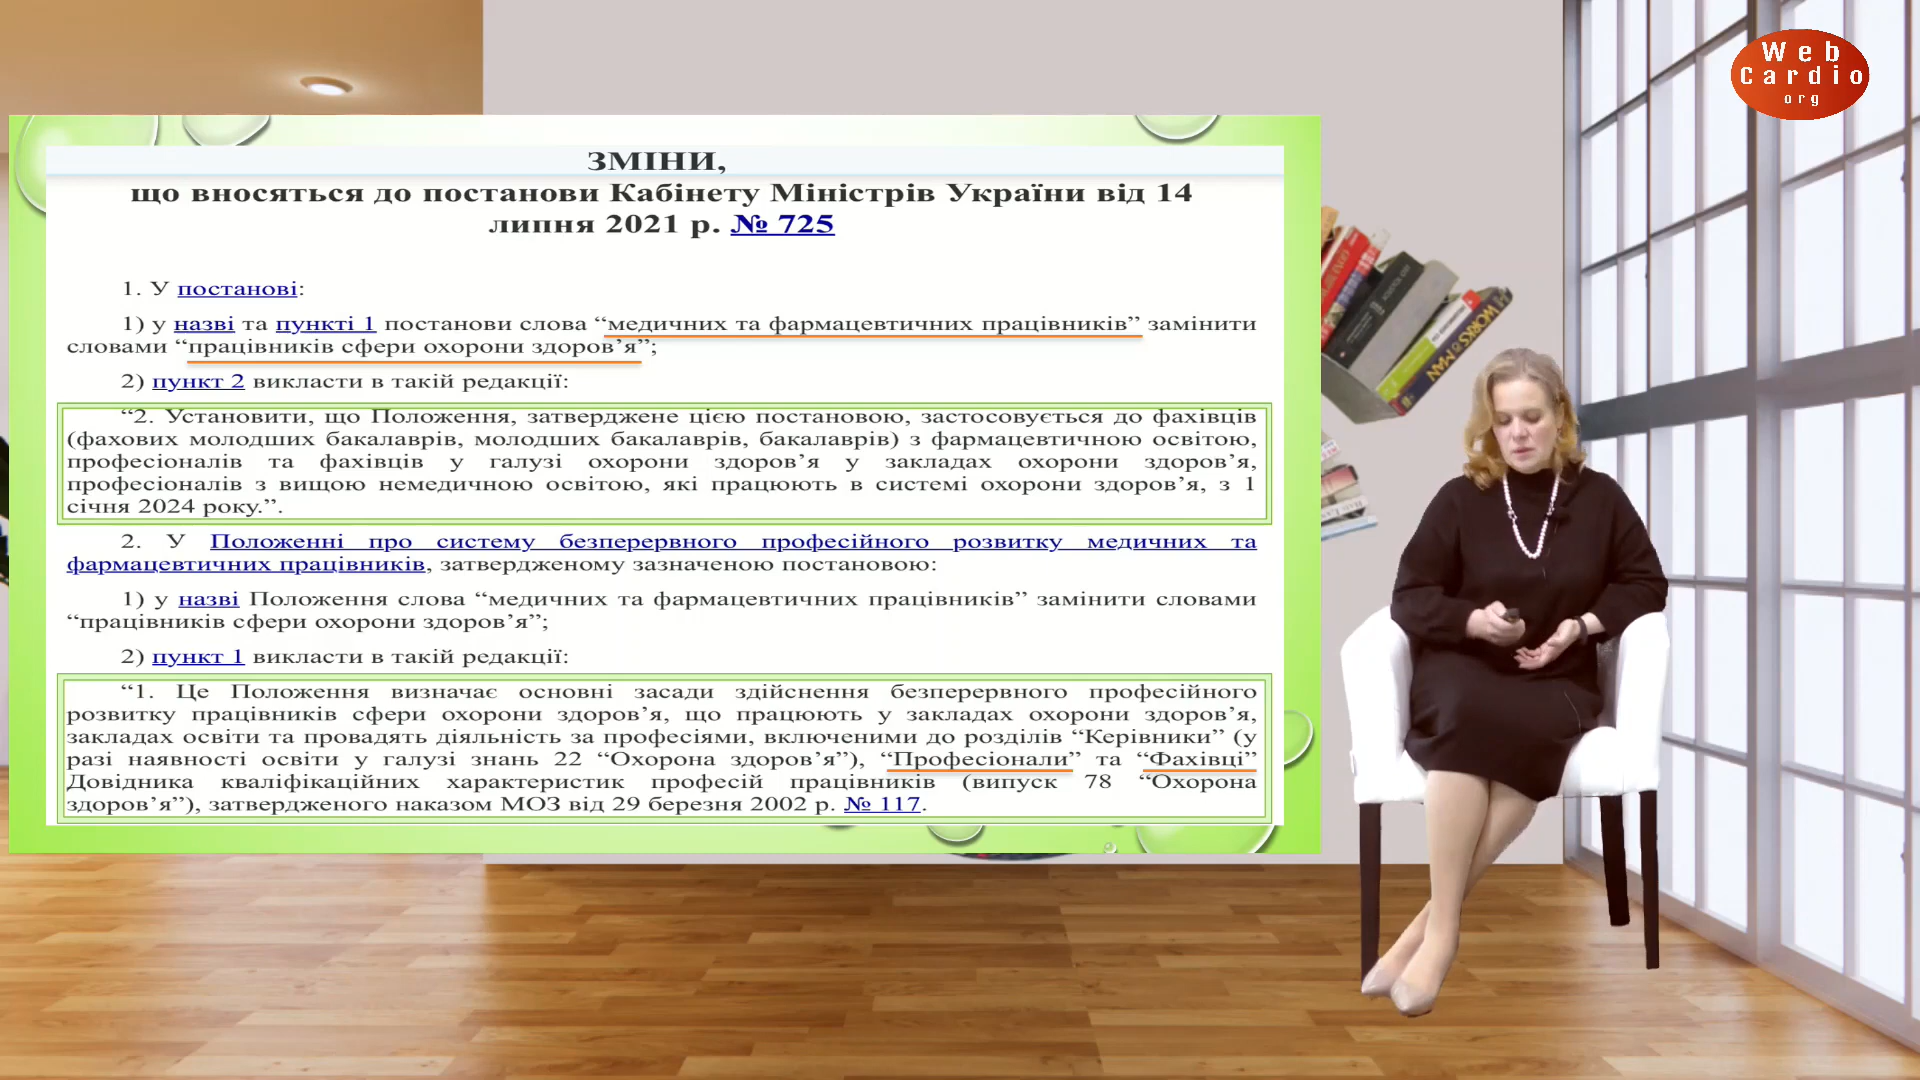 Web
Cardio
org
ЗМІНИ,
що вносяться до постанови Кабінету Міністрів України від 14
липня 2021 р. № 725
1. У постанові:
1) у назві та пункті 1 постанови слова “медичних та фармацевтичних працівників” замінити
словами “працівників сфери охорони здоров’я”;
2) пункт 2 викласти в такій редакції:
“2. Установити, що Положення, затверджене цією постановою, застосовується до фахівців
(фахових молодших бакалаврів, молодших бакалаврів, бакалаврів) з фармацевтичною освітою,
професіоналів та фахівців у галузі охорони здоров’я у закладах охорони здоров’я,
професіоналів з вищою немедичною освітою, які працюють в системі охорони здоров’я, з 1
січня 2024 року.”.
2. У Положенні про систему безперервного професійного розвитку медичних та
фармацевтичних працівників, затвердженому зазначеною постановою:
1) у назві Положення слова “медичних та фармацевтичних працівників” замінити словами
“працівників сфери охорони здоров’я”;
2) пункт 1 викласти в такій редакції:
“1. Це Положення визначає основні засади здійснення безперервного професійного
розвитку працівників сфери охорони здоров’я, що працюють у закладах охорони здоров’я,
закладах освіти та провадять діяльність за професіями, включеними до розділів “Керівники” (у
разі наявності освіти у галузі знань 22 “Охорона здоров’я”), “Професіонали” та “Фахівці”
Довідника кваліфікаційних характеристик професій працівників (випуск 78 “Охорона
здоров’я”), затвердженого наказом МОЗ від 29 березня 2002 р. № 117.
WORKS
MAN